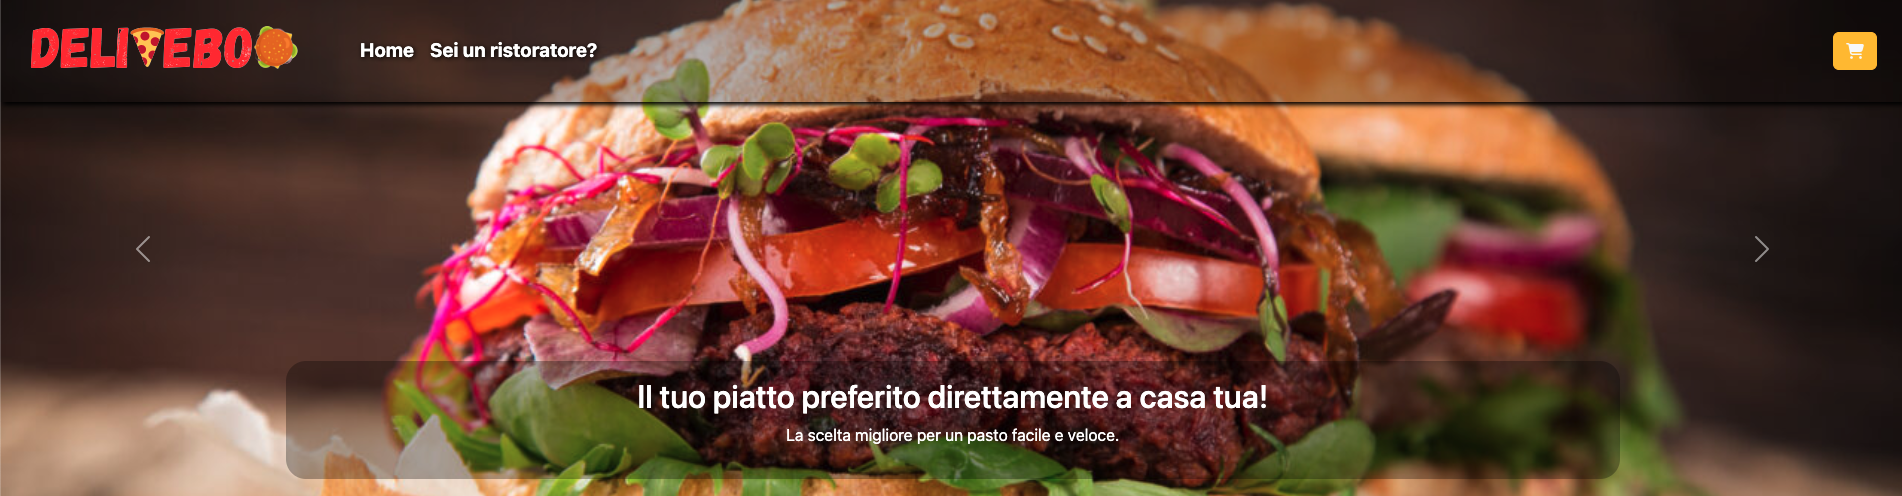 DELIVEBOO
Home
Sei un ristoratore?
Il tuo piatto preferito direttamente a casa tua!
La scelta migliore per un pasto facile e veloce.